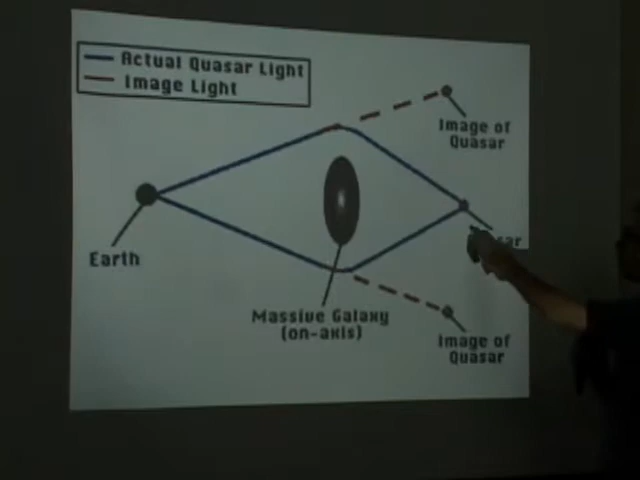 Actual Quasar Light
Image Light
Image of
Quasar
Earth
Massive Galaxy
(on-axis)
Image of
Quasar